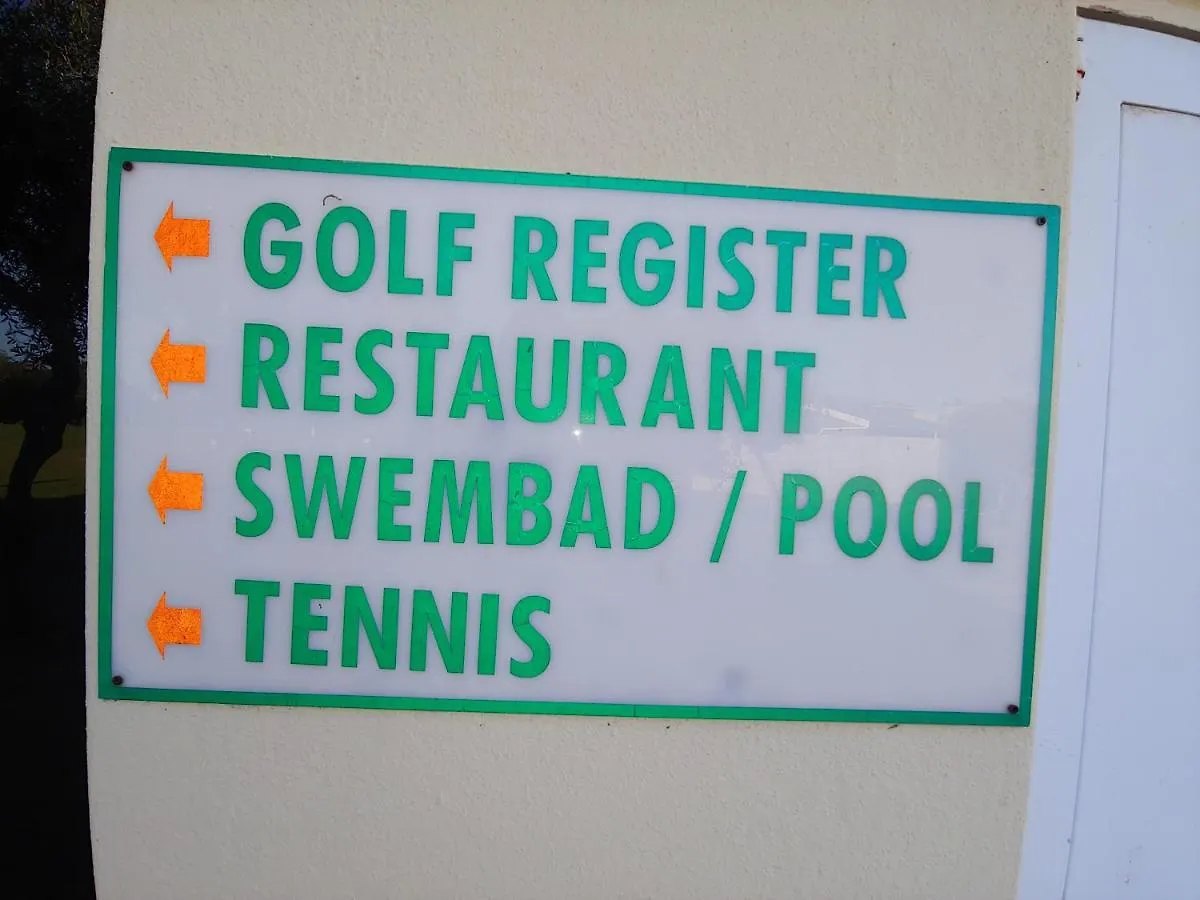 GOLF REGISTER
RESTAURANT
SWEMBAD / POOL
TENNIS